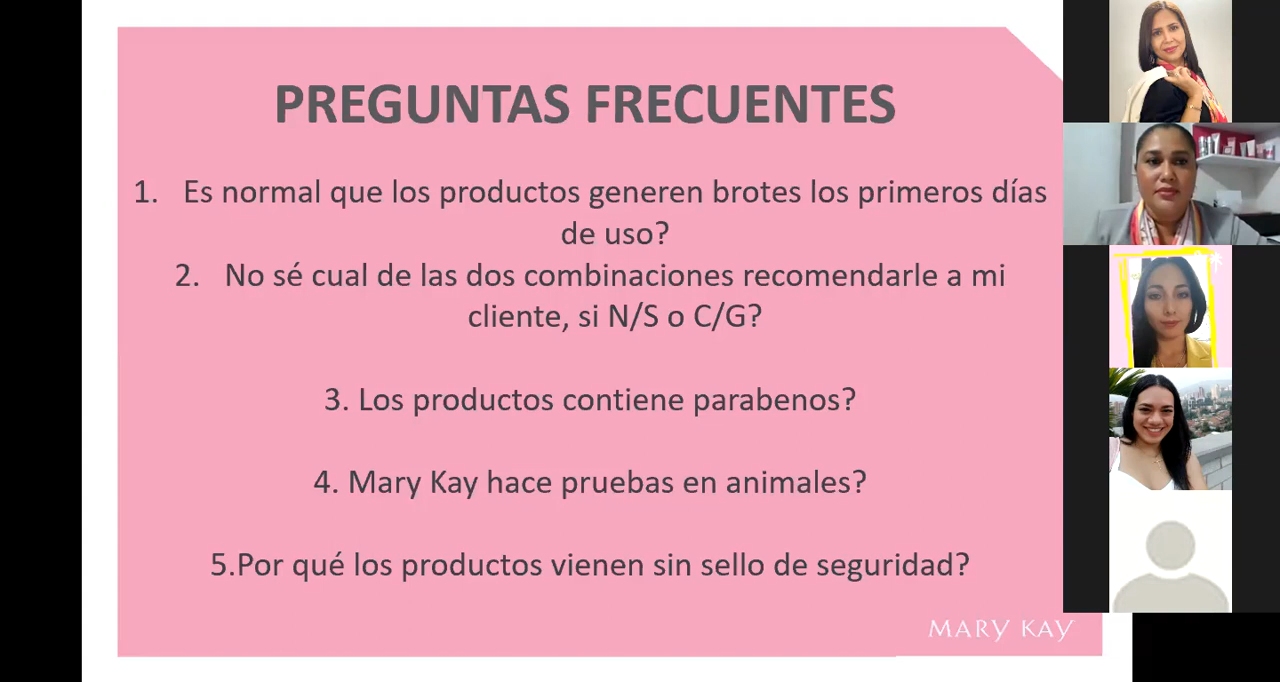 PREGUNTAS FRECUENTES
1. Es normal que los productos generen brotes los primeros días
de uso?
2. No sé cual de las dos combinaciones recomendarle a mi
cliente, si N/S o C/G?
3. Los productos contiene parabenos?
4. Mary Kay hace pruebas en animales?
5.Por qué los productos vienen sin sello de seguridad?
MARY KAY